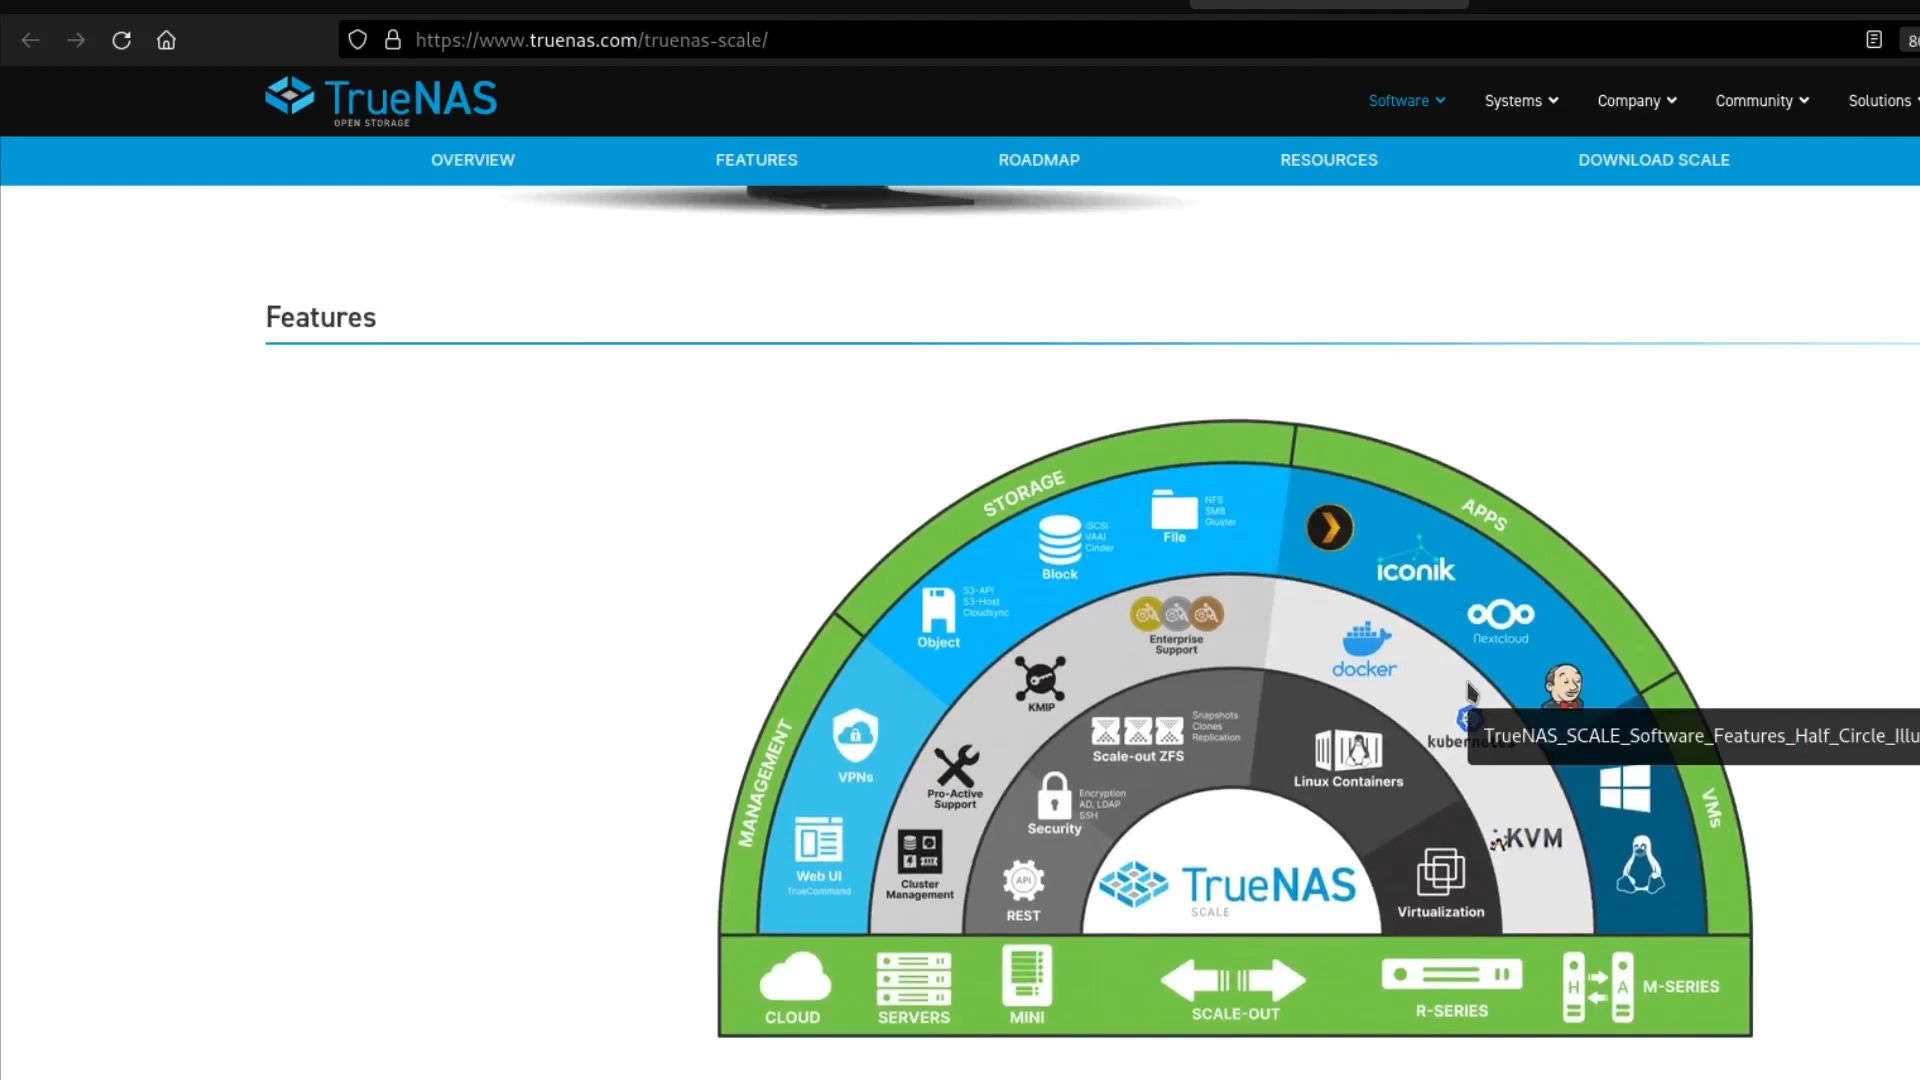 https://www.truenas.com/truenas-scale/
TrueNAS
OPEN STORAGE
Software
Systems
Company
Community
Solutions
OVERVIEW
FEATURES
ROADMAP
RESOURCES
DOWNLOAD SCALE
Features
STORAGE
APPS
MANAGEMENT
VMs
File
NFS
SMB
Gluster
Block
iSCSI
VAAI
Cinder
Object
S3-API
S3-Host
Cloudsync
iconik
Nextcloud
VPNs
Web UI
TrueCommand
Enterprise
Support
KMIP
Pro-Active
Support
Cluster
Management
docker
kubernetes
TrueNAS_SCALE_Software_Features_Half_Circle_Illu
KVM
Scale-out ZFS
Snapshots
Clones
Replication
Security
Encryption
AD, LDAP
SSH
API
REST
Linux Containers
Virtualization
TrueNAS
SCALE
CLOUD
SERVERS
MINI
SCALE-OUT
R-SERIES
H
A
M-SERIES